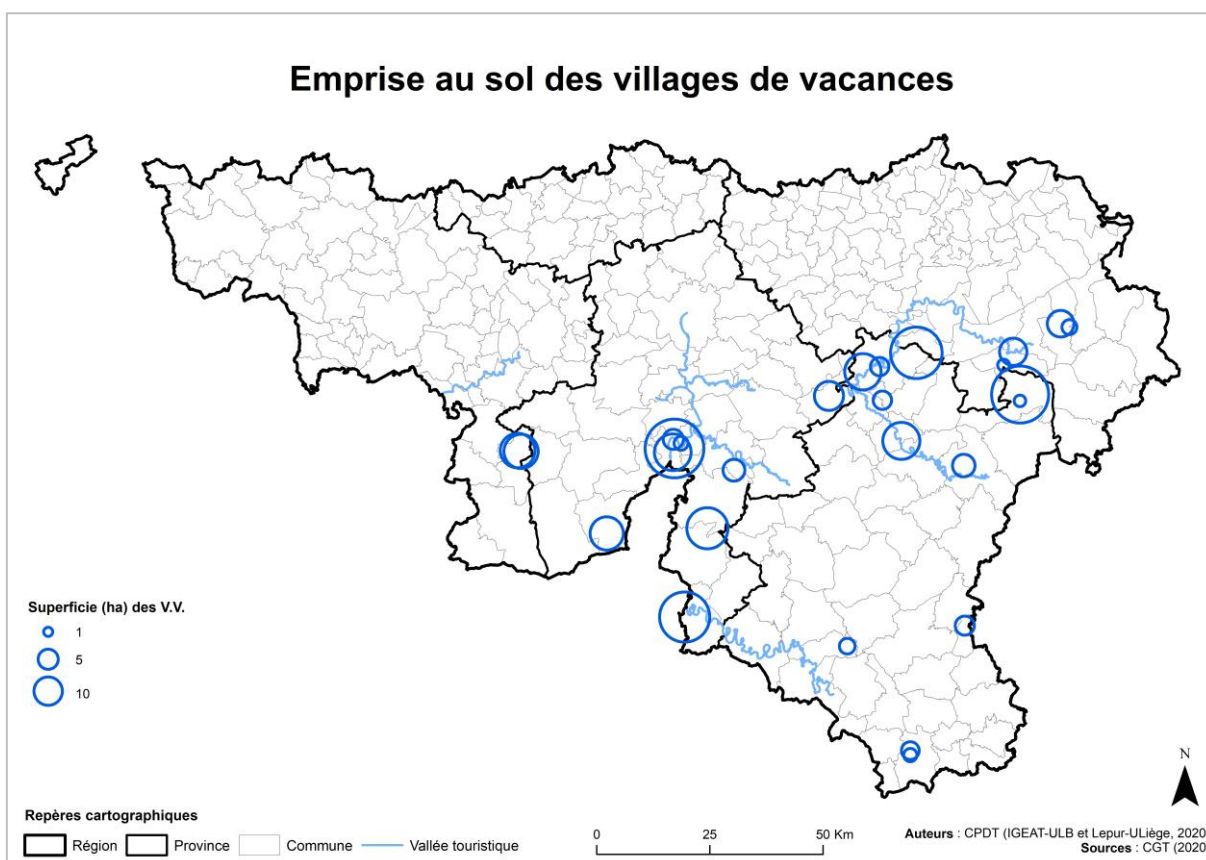 Emprise au sol des villages de vacances
Superficie (ha) des V.V.
1
5
10
N
Repères cartographiques
Région
Province
Commune
Vallée touristique
0
25
50 Km
Auteurs : CPDT (IGEAT-ULB et Lepur-ULiège, 2020
Sources : CGT (2020